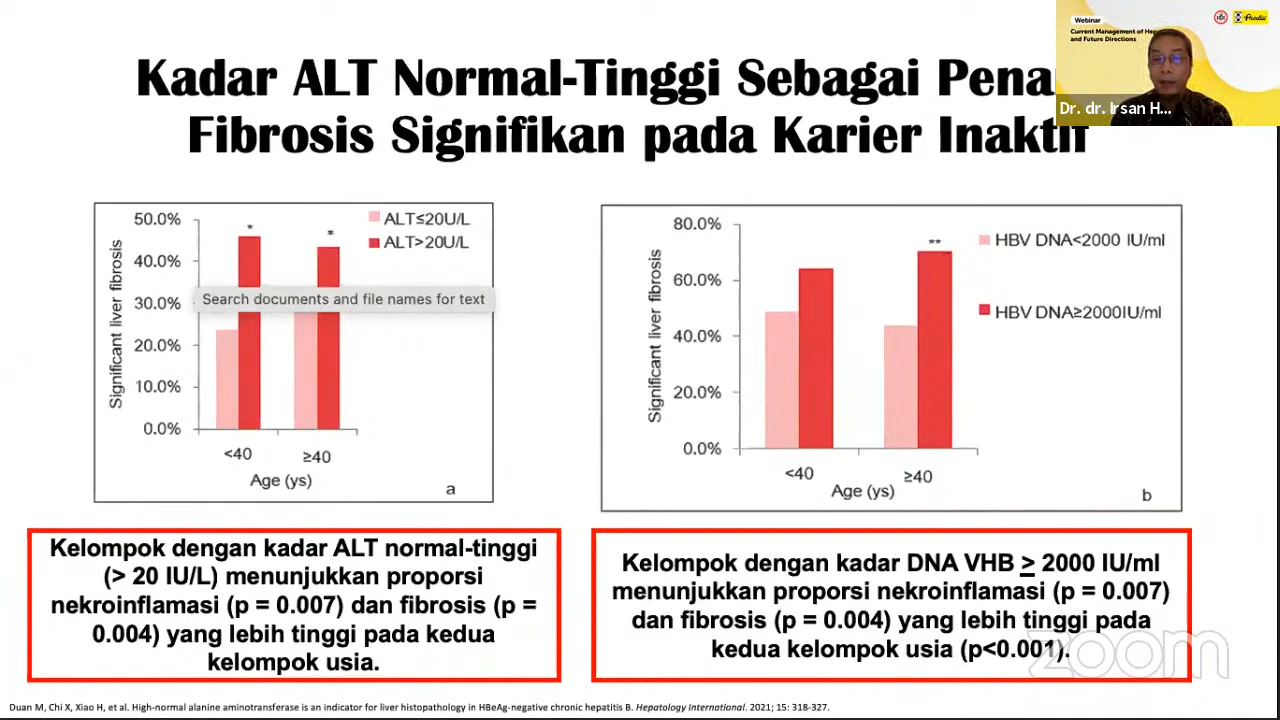 Webinar
Current Management of
and Future Directions
Prodia
Dr. dr. Irsan H...
Kadar ALT Normal-Tinggi Sebagai
Fibrosis Signifikan pada Karier Inaktif
50.0%
40.0%
30.0%
20.0%
10.0%
0.0%
Significant liver fibrosis
*
*
ALT≤20U/L
ALT>20U/L
Search documents and file names for text
<40
≥40
Age (ys)
a
80.0%
60.0%
40.0%
20.0%
0.0%
Significant liver fibrosis
**
HBV DNA<2000 IU/ml
HBV DNA≥2000IU/ml
<40
≥40
Age (ys)
b
Kelompok dengan kadar ALT normal-tinggi
(> 20 IU/L) menunjukkan proporsi
nekroinflamasi (p = 0.007) dan fibrosis (p =
0.004) yang lebih tinggi pada kedua
kelompok usia.
Kelompok dengan kadar DNA VHB ≥ 2000 IU/ml
menunjukkan proporsi nekroinflamasi (p = 0.007)
dan fibrosis (p = 0.004) yang lebih tinggi pada
kedua kelompok usia (p<0.001).
zoom
Duan M, Chi X, Xiao H, et al. High-normal alanine aminotransferase is an indicator for liver histopathology in HBeAg-negative chronic hepatitis B. Hepatology International. 2021; 15: 318-327.